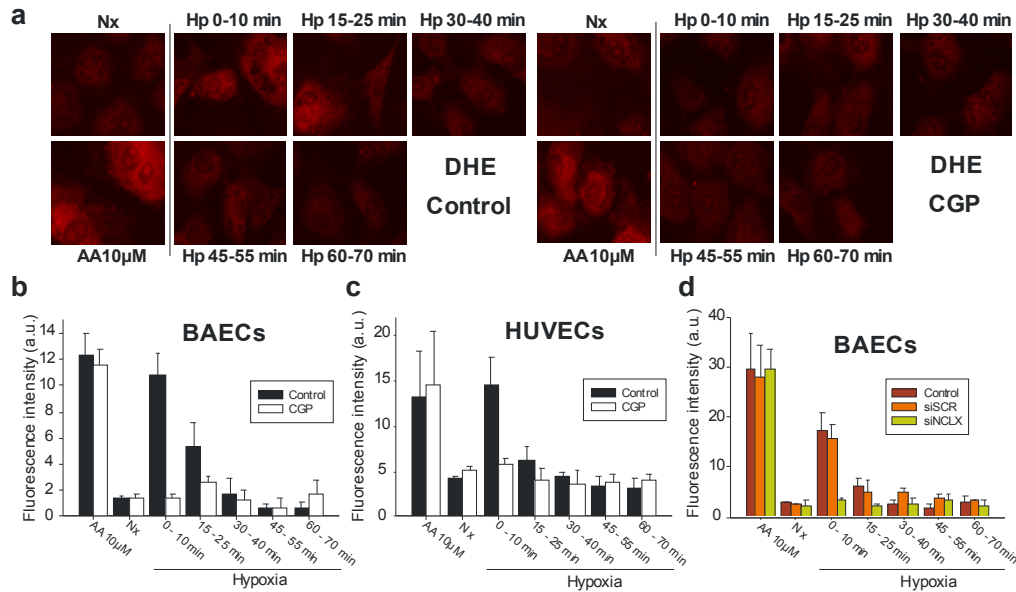 a
Nx
Hp 0-10 min
Hp 15-25 min
Hp 30-40 min
Hp 0-10 min
Hp 15-25 min
Hp 30-40 min
DHE
Control
DHE
CGP
AA10µM
Hp 45-55 min
Hp 60-70 min
AA10µM
Hp 45-55 min
Hp 60-70 min
b
BAECs
Fluorescence intensity (a.u.)
14
12
10
8
6
4
2
0
Control
CGP
AA 10µM
Nx
0 - 10 min
15 - 25 min
30 - 40 min
45 - 55 min
60 - 70 min
Hypoxia
c
HUVECs
Fluorescence intensity (a.u.)
20
15
10
5
0
Control
CGP
AA 10µM
Nx
0 - 10 min
15 - 25 min
30 - 40 min
45 - 55 min
60 - 70 min
Hypoxia
d
BAECs
Fluorescence intensity (a.u.)
40
30
20
10
0
Control
siSCR
siNCLX
AA 10µM
Nx
0 - 10 min
15 - 25 min
30 - 40 min
45 - 55 min
60 - 70 min
Hypoxia